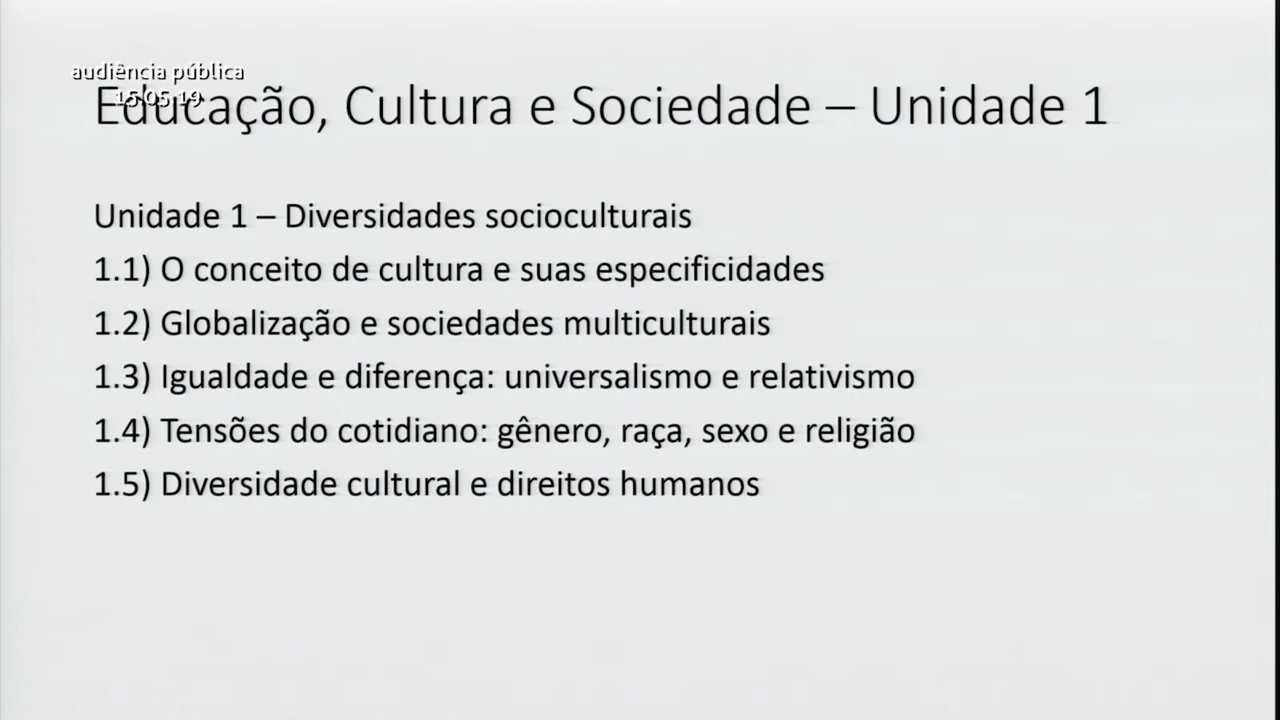 audiência pública
15.05.19
Educação, Cultura e Sociedade – Unidade 1
Unidade 1 – Diversidades socioculturais
1.1) O conceito de cultura e suas especificidades
1.2) Globalização e sociedades multiculturais
1.3) Igualdade e diferença: universalismo e relativismo
1.4) Tensões do cotidiano: gênero, raça, sexo e religião
1.5) Diversidade cultural e direitos humanos